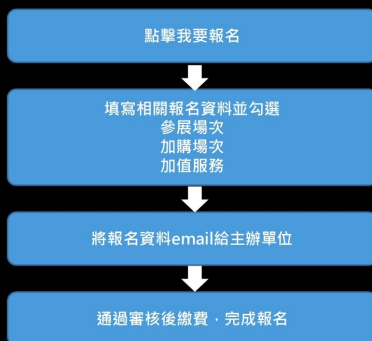 點擊我要報名
填寫相關報名資料並勾選
參展場次
加購場次
加值服務
將報名資料email給主辦單位
通過審核後繳費，完成報名